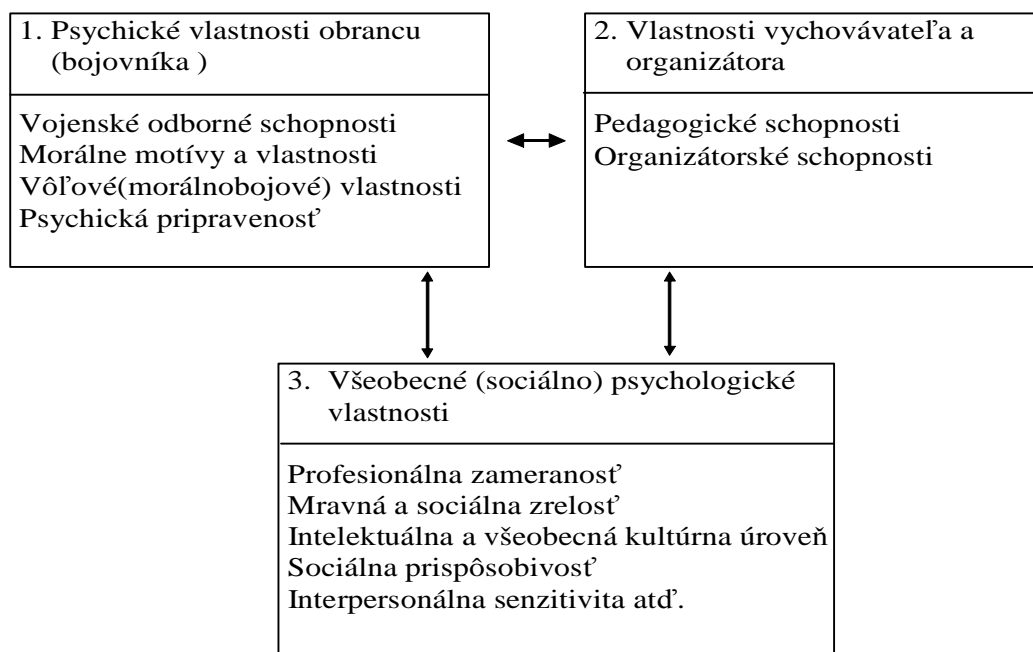 1. Psychické vlastnosti obrancu
(bojovníka )
Vojenské odborné schopnosti
Morálne motívy a vlastnosti
Vôľové(morálnobojové) vlastnosti
Psychická pripravenosť
2. Vlastnosti vychovávateľa a
organizátora
Pedagogické schopnosti
Organizátorské schopnosti
3. Všeobecné (sociálno) psychologické
vlastnosti
Profesionálna zameranosť
Mravná a sociálna zrelosť
Intelektuálna a všeobecná kultúrna úroveň
Sociálna prispôsobivosť
Interpersonálna senzitivita atď.